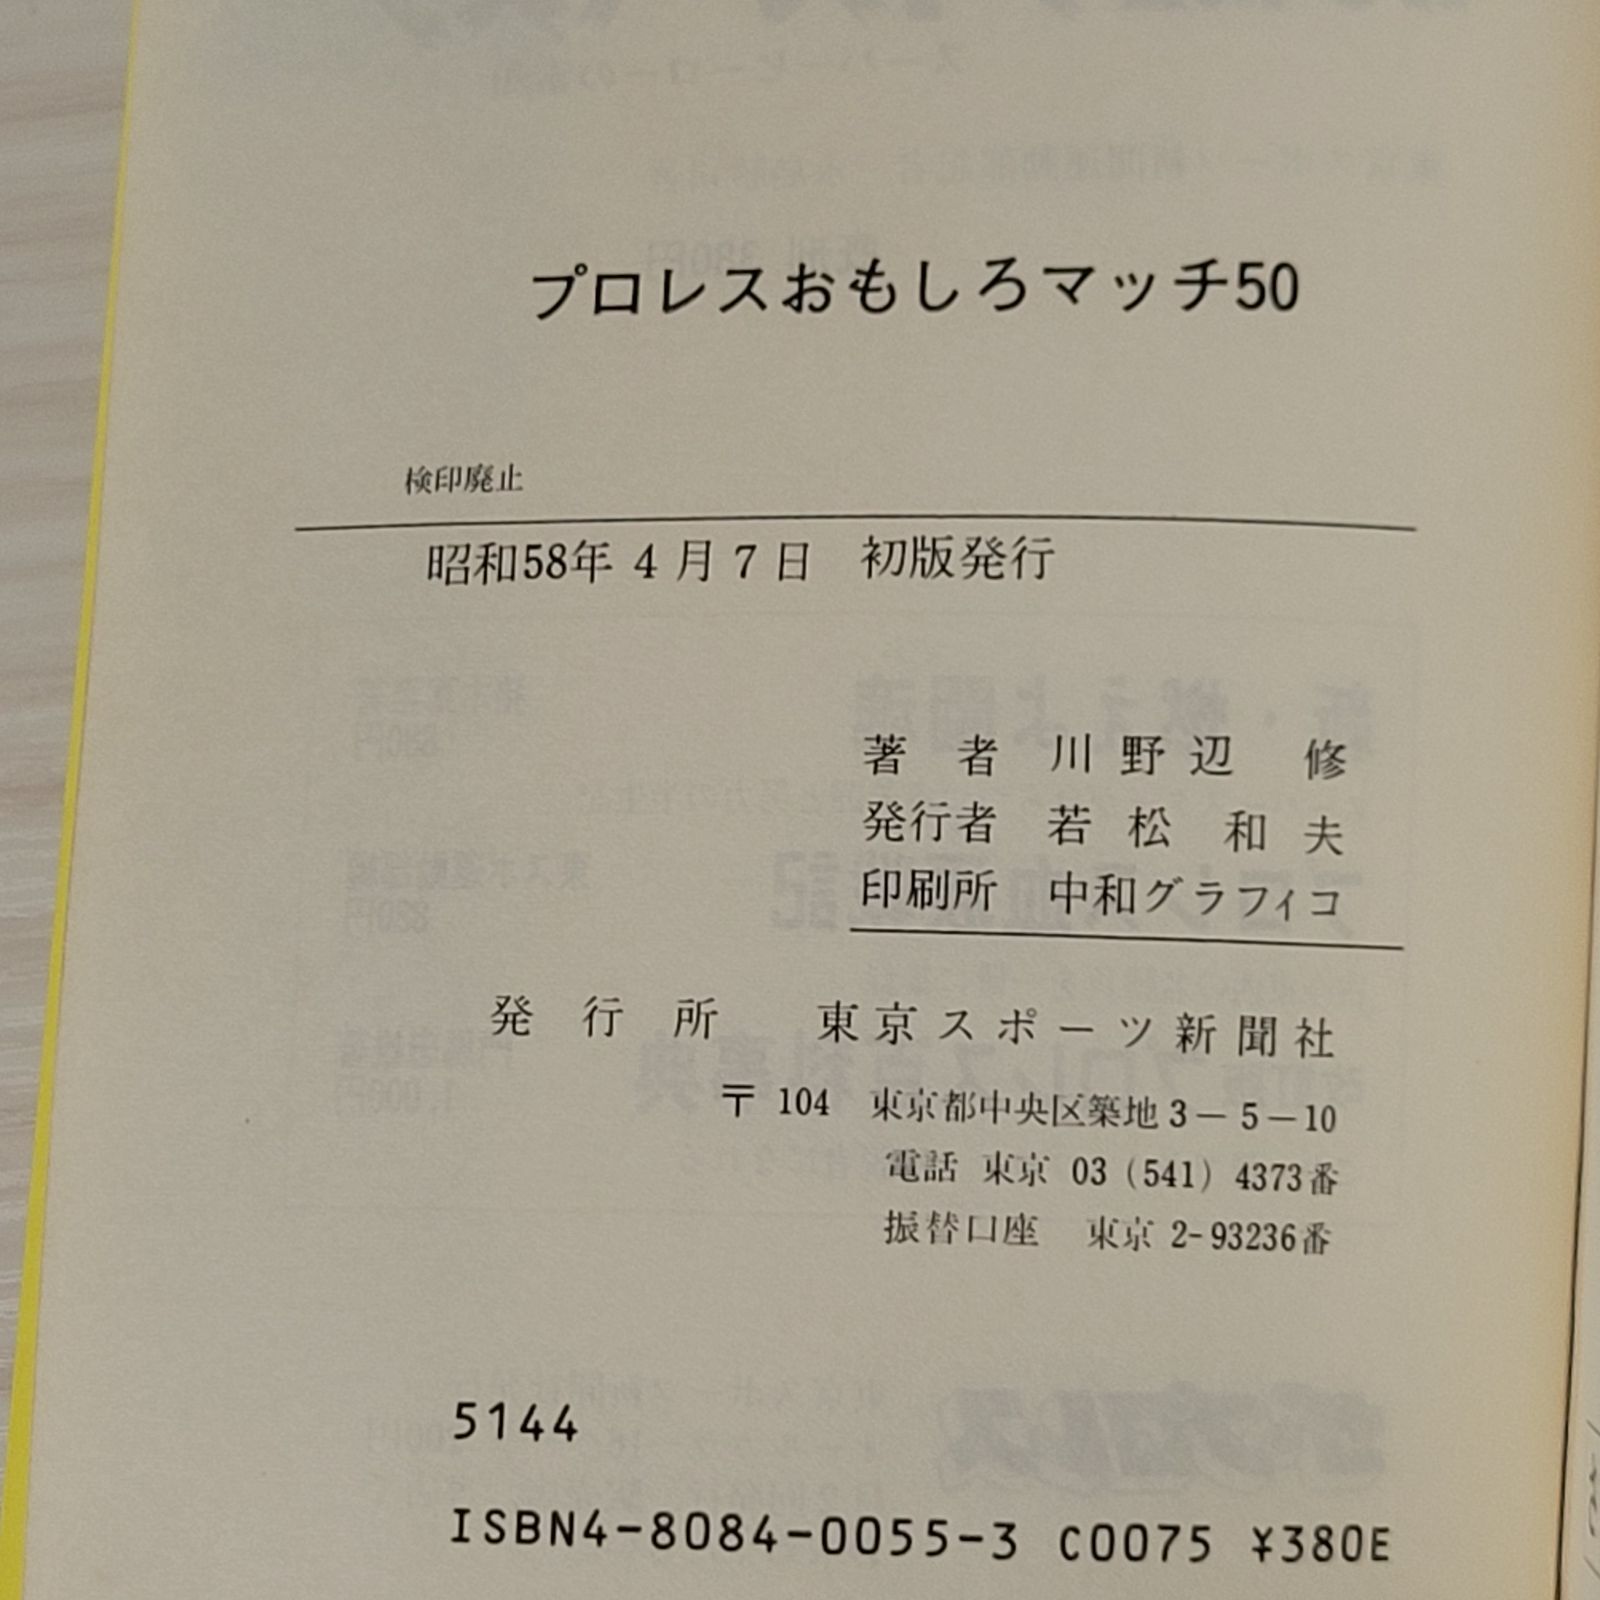 プロレスおもしろマッチ50
検印廃止
昭和58年4月7日 初版発行
著者 川野辺 修
発行者 若松 和夫
印刷所 中和グラフィコ
発行所 東京スポーツ新聞社
〒104 東京都中央区築地3－5－10
電話 東京 03（541）4373番
振替口座 東京 2-93236番
5144
ISBN4-8084-0055-3 C0075 ¥380E